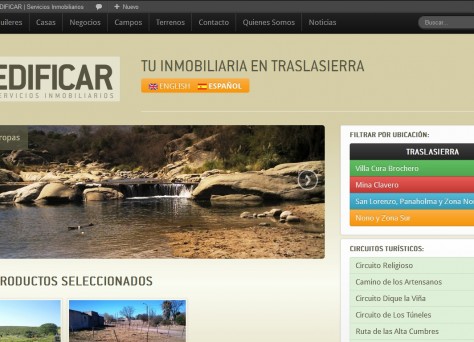 DIFICAR | Servicios Inmobiliarios 0 + Nuevo
uileres Casas Negocios Campos Terrenos Contacto Quienes Somos Noticias Buscar...
EDIFICAR
SERVICIOS INMOBILIARIOS
TU INMOBILIARIA EN TRASLASIERRA
ENGLISH ESPAÑOL
ropas
FILTRAR POR UBICACIÓN:
TRASLASIERRA
Villa Cura Brochero
Mina Clavero
San Lorenzo, Panaholma y Zona No
Nono y Zona Sur
CIRCUITOS TURÍSTICOS:
Circuito Religioso
Camino de los Artensanos
Circuito Dique la Viña
Circuito de Los Túneles
Ruta de las Alta Cumbres
RODUCTOS SELECCIONADOS